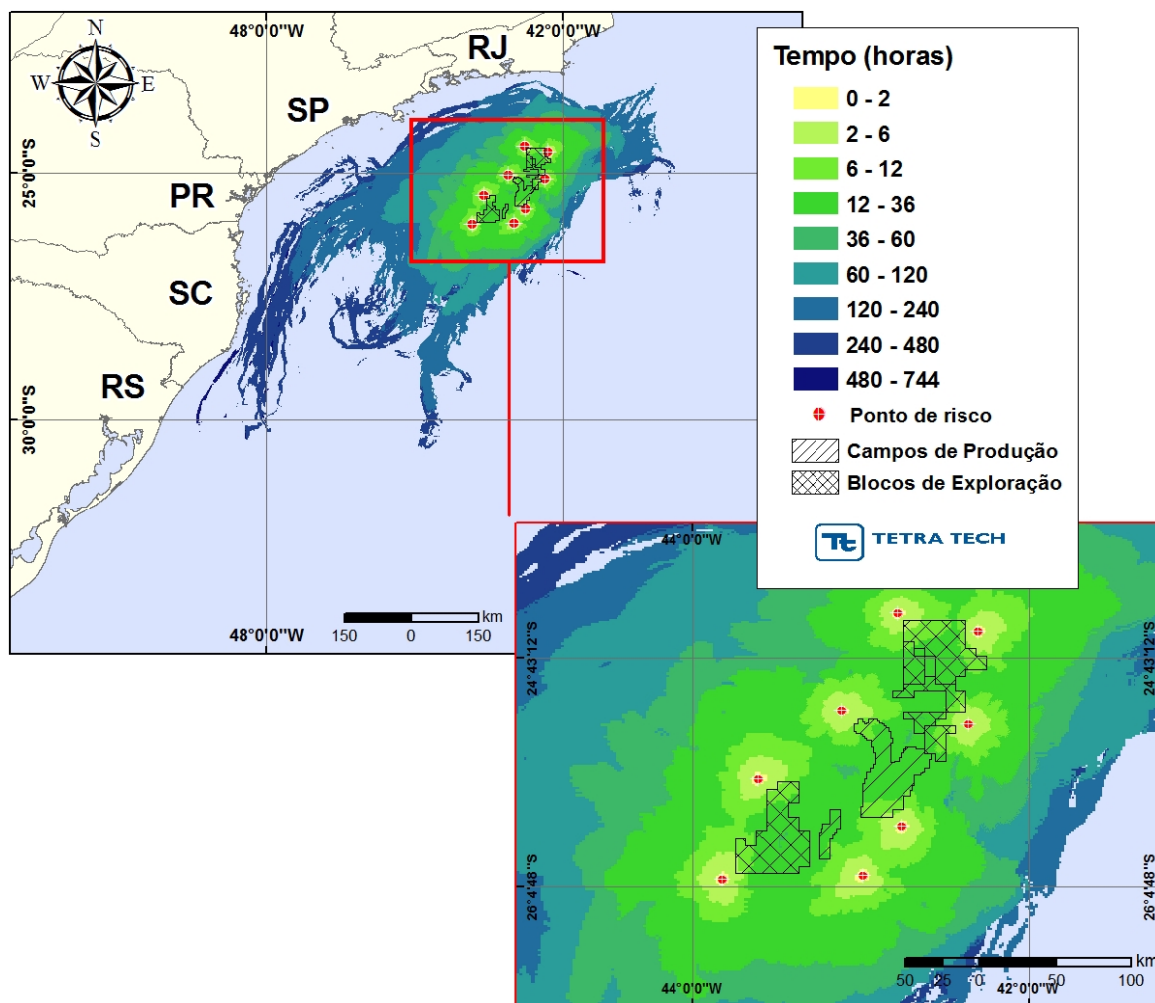 48°0'0"W
42°0'0"W
N
W
E
S
RJ
SP
PR
SC
RS
25°0'0"S
30°0'0"S
150
0
150
km
48°0'0"W
42°0'0"W
Tempo (horas)
0 - 2
2 - 6
6 - 12
12 - 36
36 - 60
60 - 120
120 - 240
240 - 480
480 - 744
Ponto de risco
Campos de Produção
Blocos de Exploração
Tt
TETRA TECH
44°0'0"W
24°43'12"S
24°43'12"S
26°4'48"S
26°4'48"S
50
25
0
50
100
km
44°0'0"W
42°0'0"W